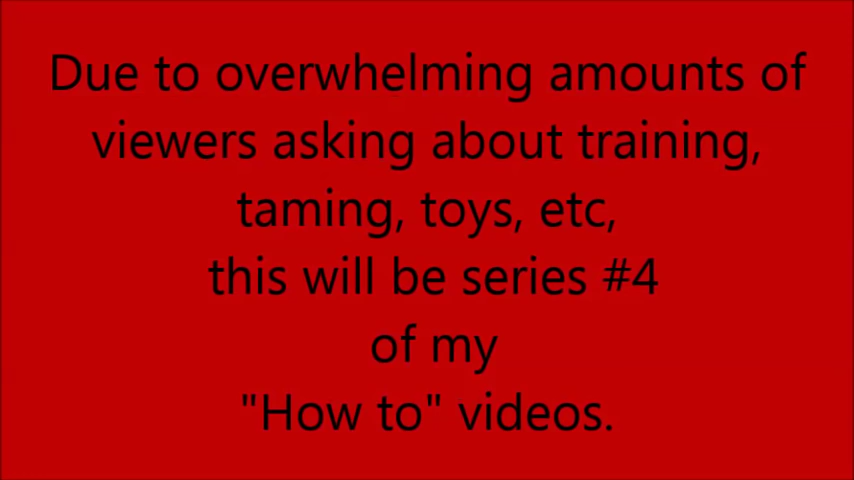 Due to overwhelming amounts of
viewers asking about training,
taming, toys, etc,
this will be series #4
of my
"How to" videos.